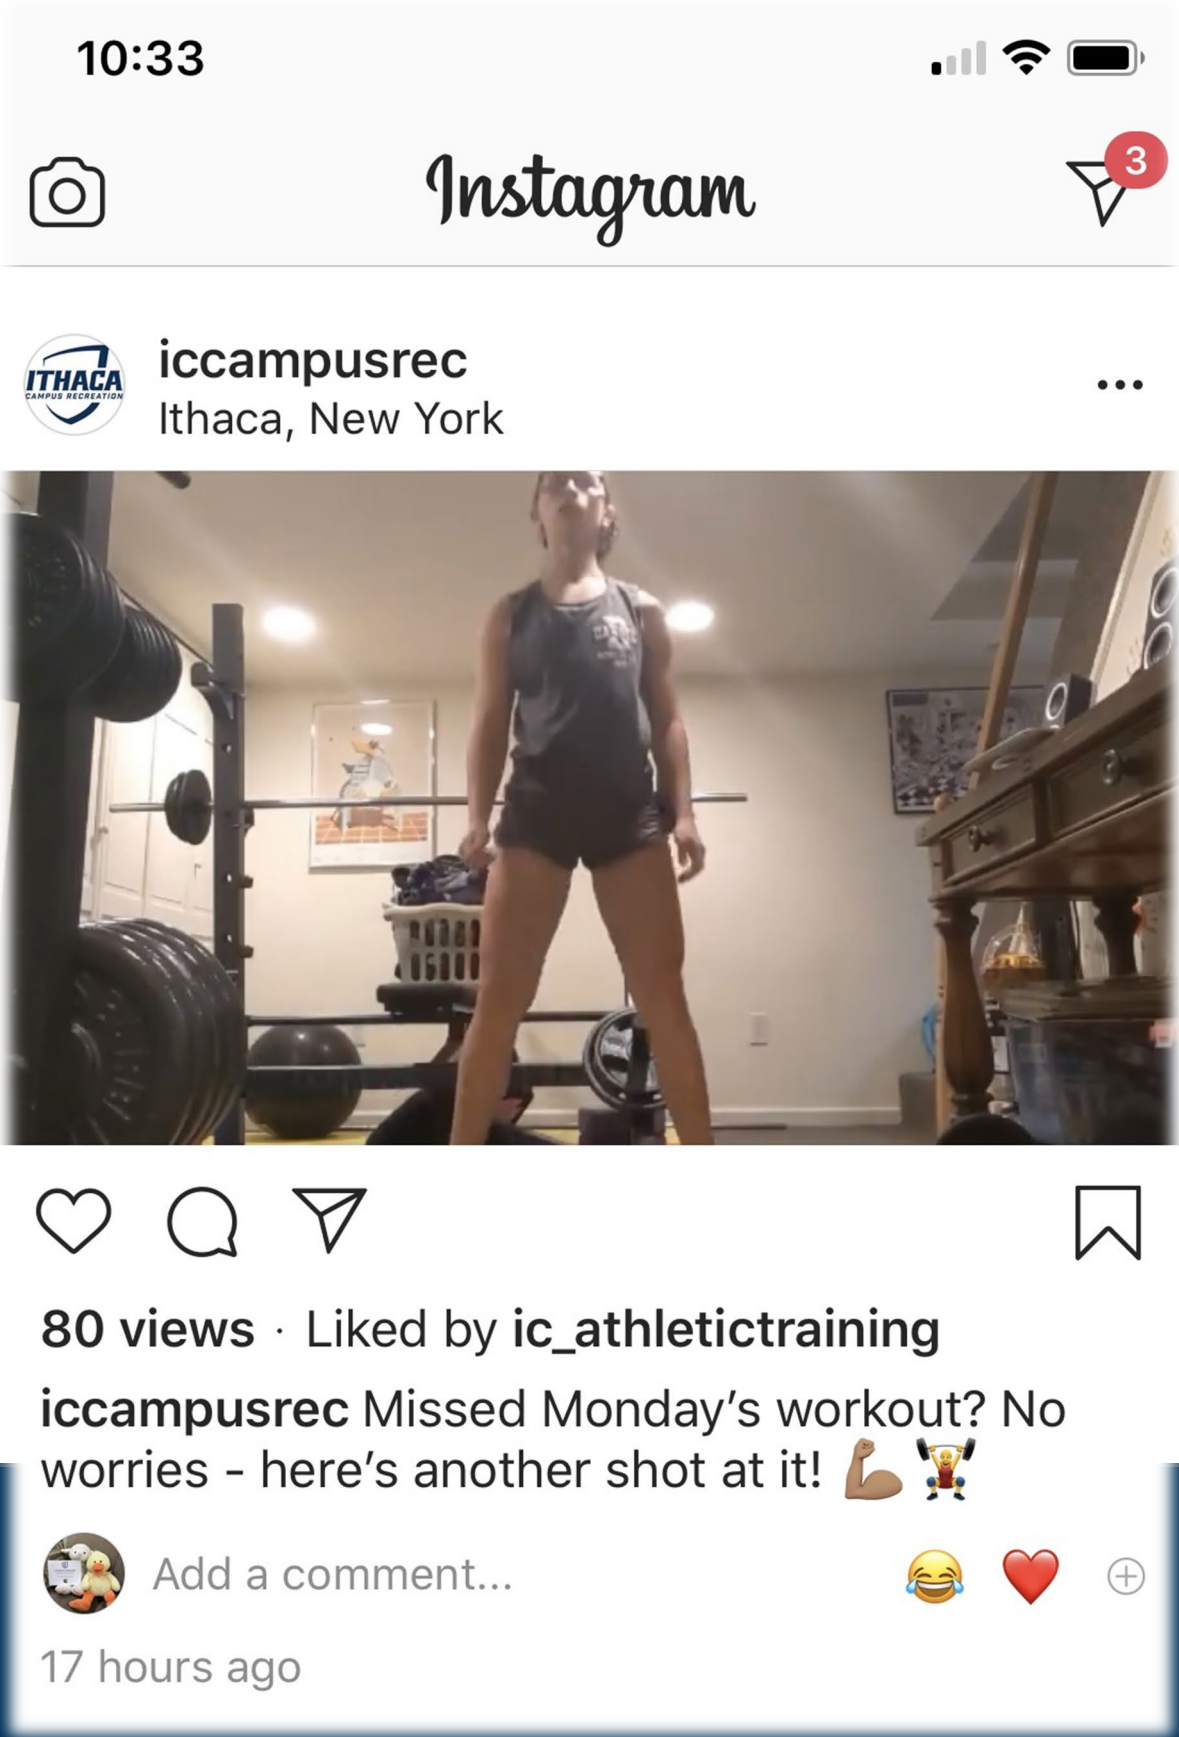 10:33
Instagram
3
ITHACA
CAMPUS RECREATION
iccampusrec
Ithaca, New York
80 views · Liked by ic_athletictraining
iccampusrec Missed Monday’s workout? No
worries - here’s another shot at it! 💪🏽 🏋️
Add a comment...
17 hours ago